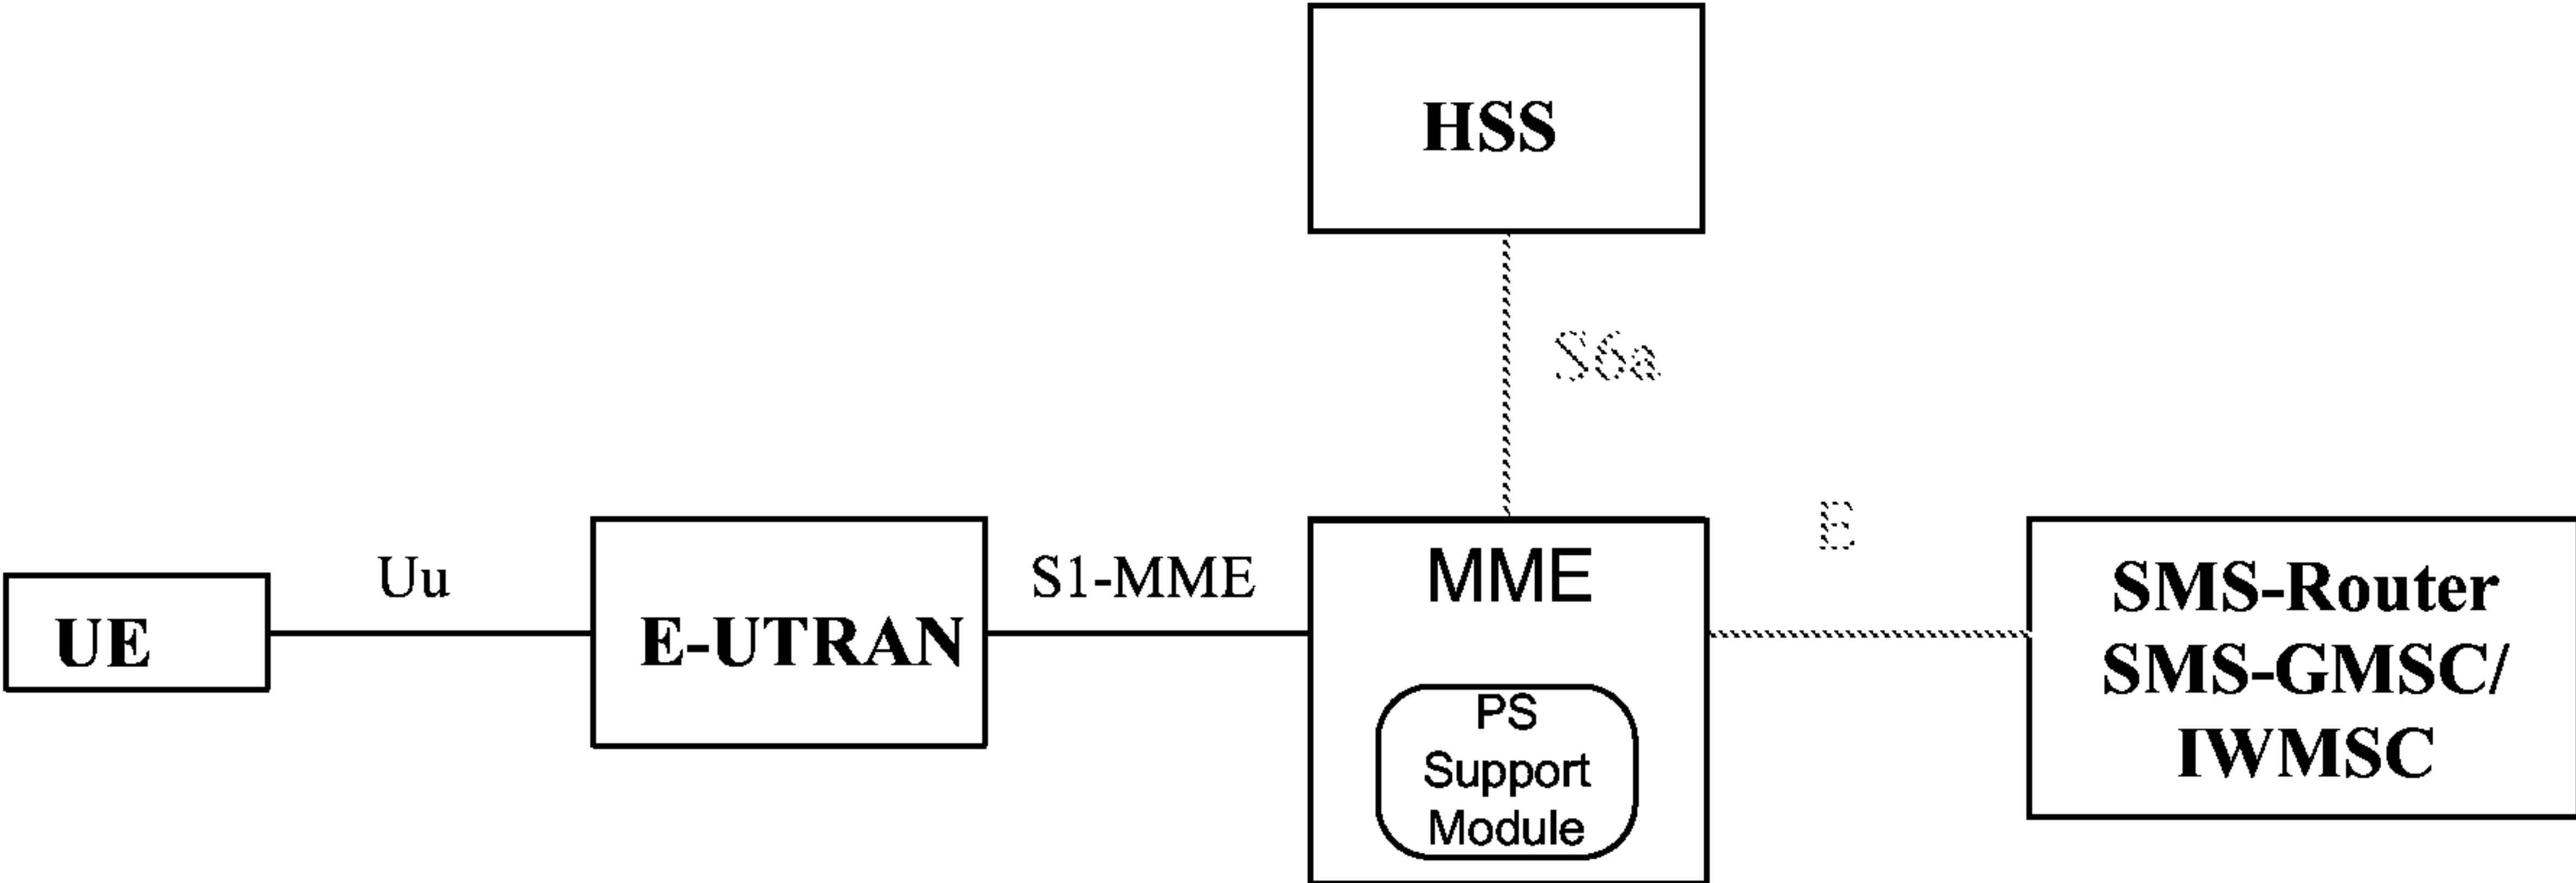 HSS
S6a
E
Uu
S1-MME
MME
UE
E-UTRAN
SMS-Router
SMS-GMSC/
IWMSC
PS
Support
Module